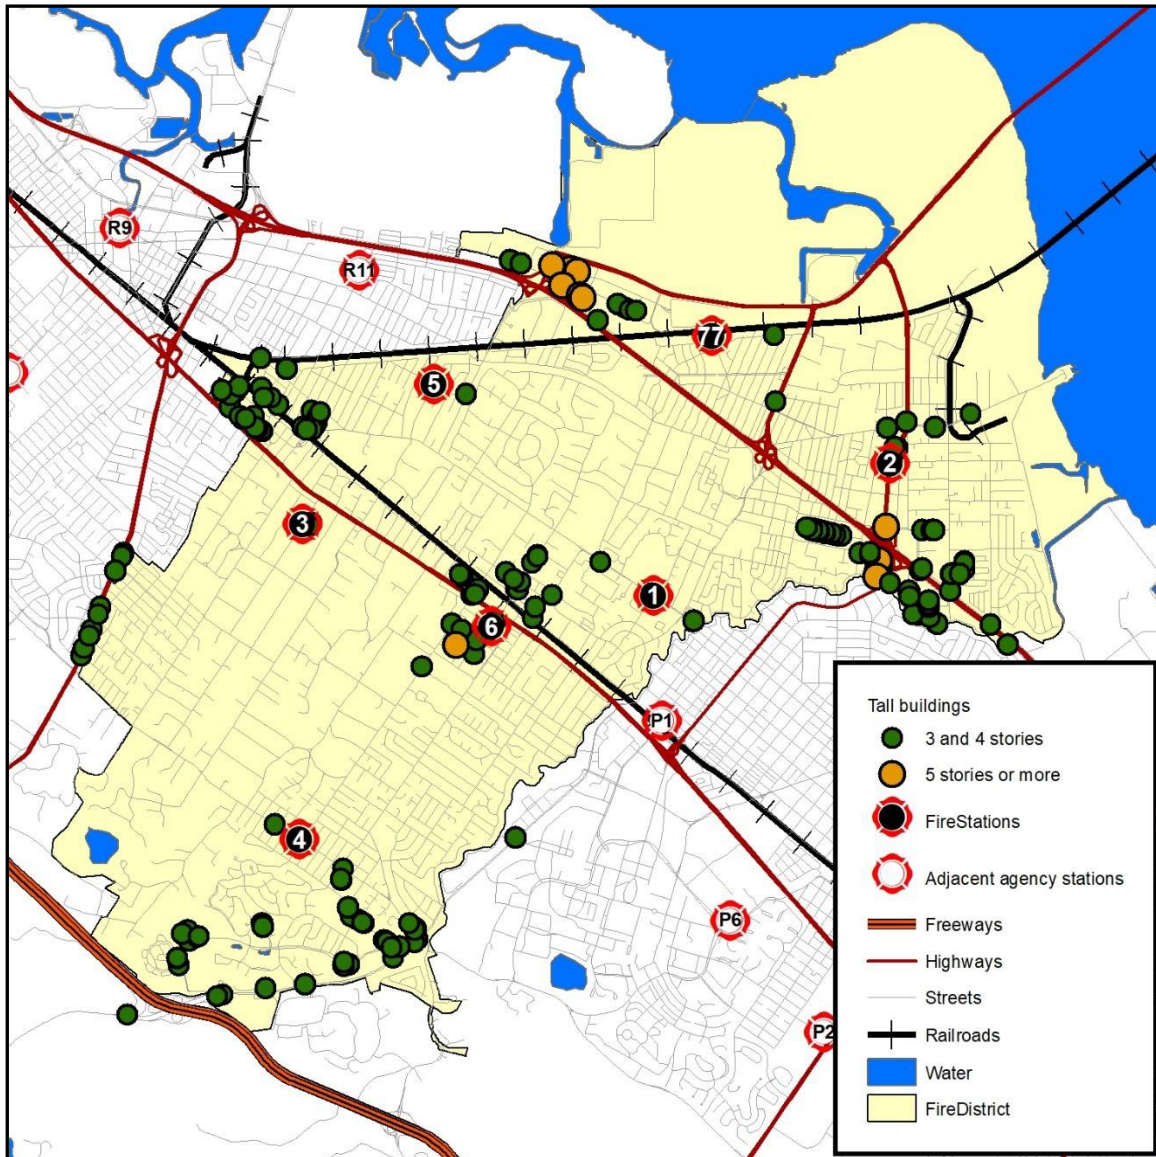 R9
R11
77
5
2
3
1
6
P1
4
P6
P2
Tall buildings
3 and 4 stories
5 stories or more
FireStations
Adjacent agency stations
Freeways
Highways
Streets
Railroads
Water
FireDistrict